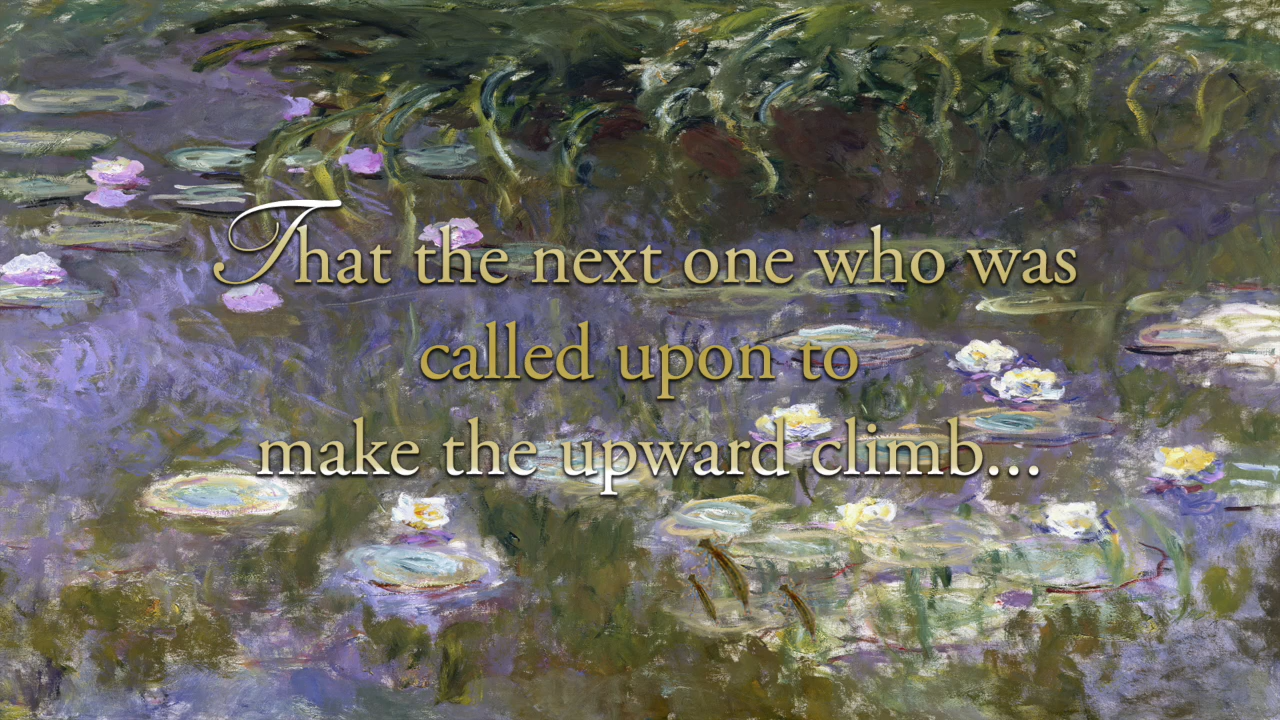 That the next one who was
called upon to
make the upward climb...